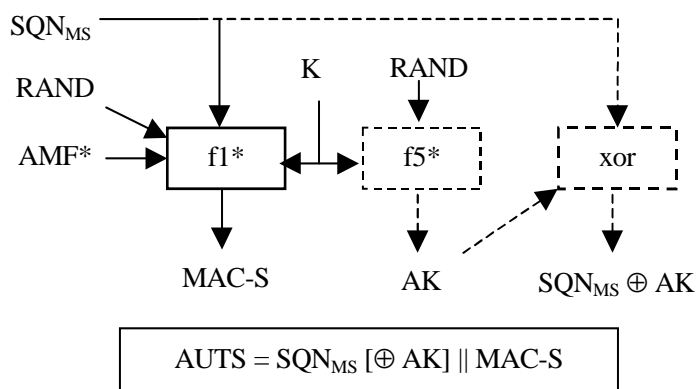 SQN_MS
K
RAND
RAND
AMF*
f1*
f5*
xor
MAC-S
AK
SQN_MS ⊕ AK
AUTS = SQN_MS [⊕ AK] || MAC-S